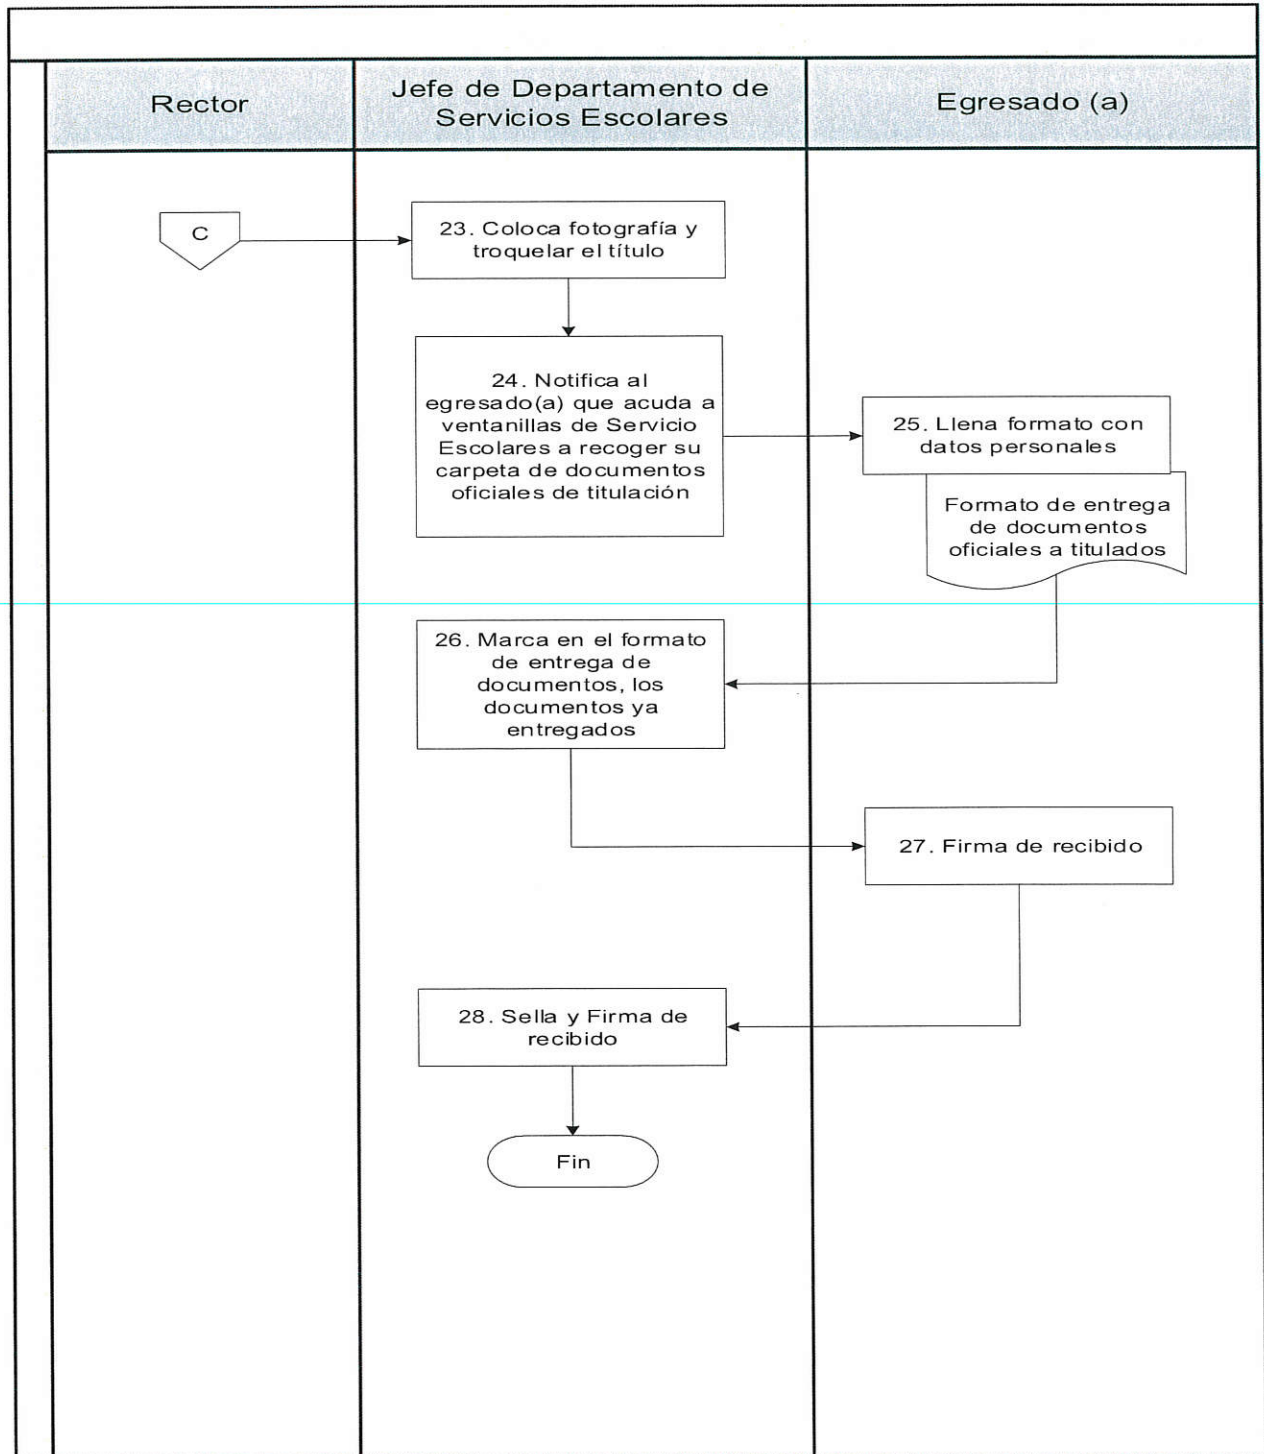 Rector
Jefe de Departamento de
Servicios Escolares
Egresado (a)
C
23. Coloca fotografía y
troquelar el título
24. Notifica al
egresado(a) que acuda a
ventanillas de Servicio
Escolares a recoger su
carpeta de documentos
oficiales de titulación
25. Llena formato con
datos personales
Formato de entrega
de documentos
oficiales a titulados
26. Marca en el formato
de entrega de
documentos, los
documentos ya
entregados
27. Firma de recibido
28. Sella y Firma de
recibido
Fin